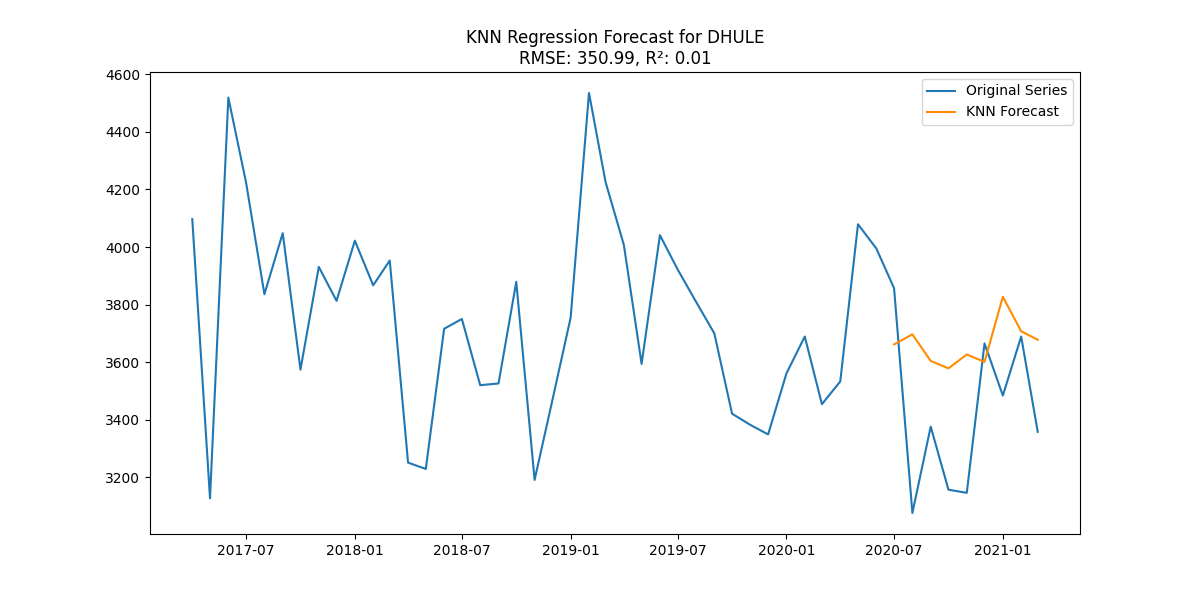 KNN Regression Forecast for DHULE
RMSE: 350.99, R²: 0.01
Original Series
KNN Forecast
4600
4400
4200
4000
3800
3600
3400
3200
2017-07 2018-01 2018-07 2019-01 2019-07 2020-01 2020-07 2021-01